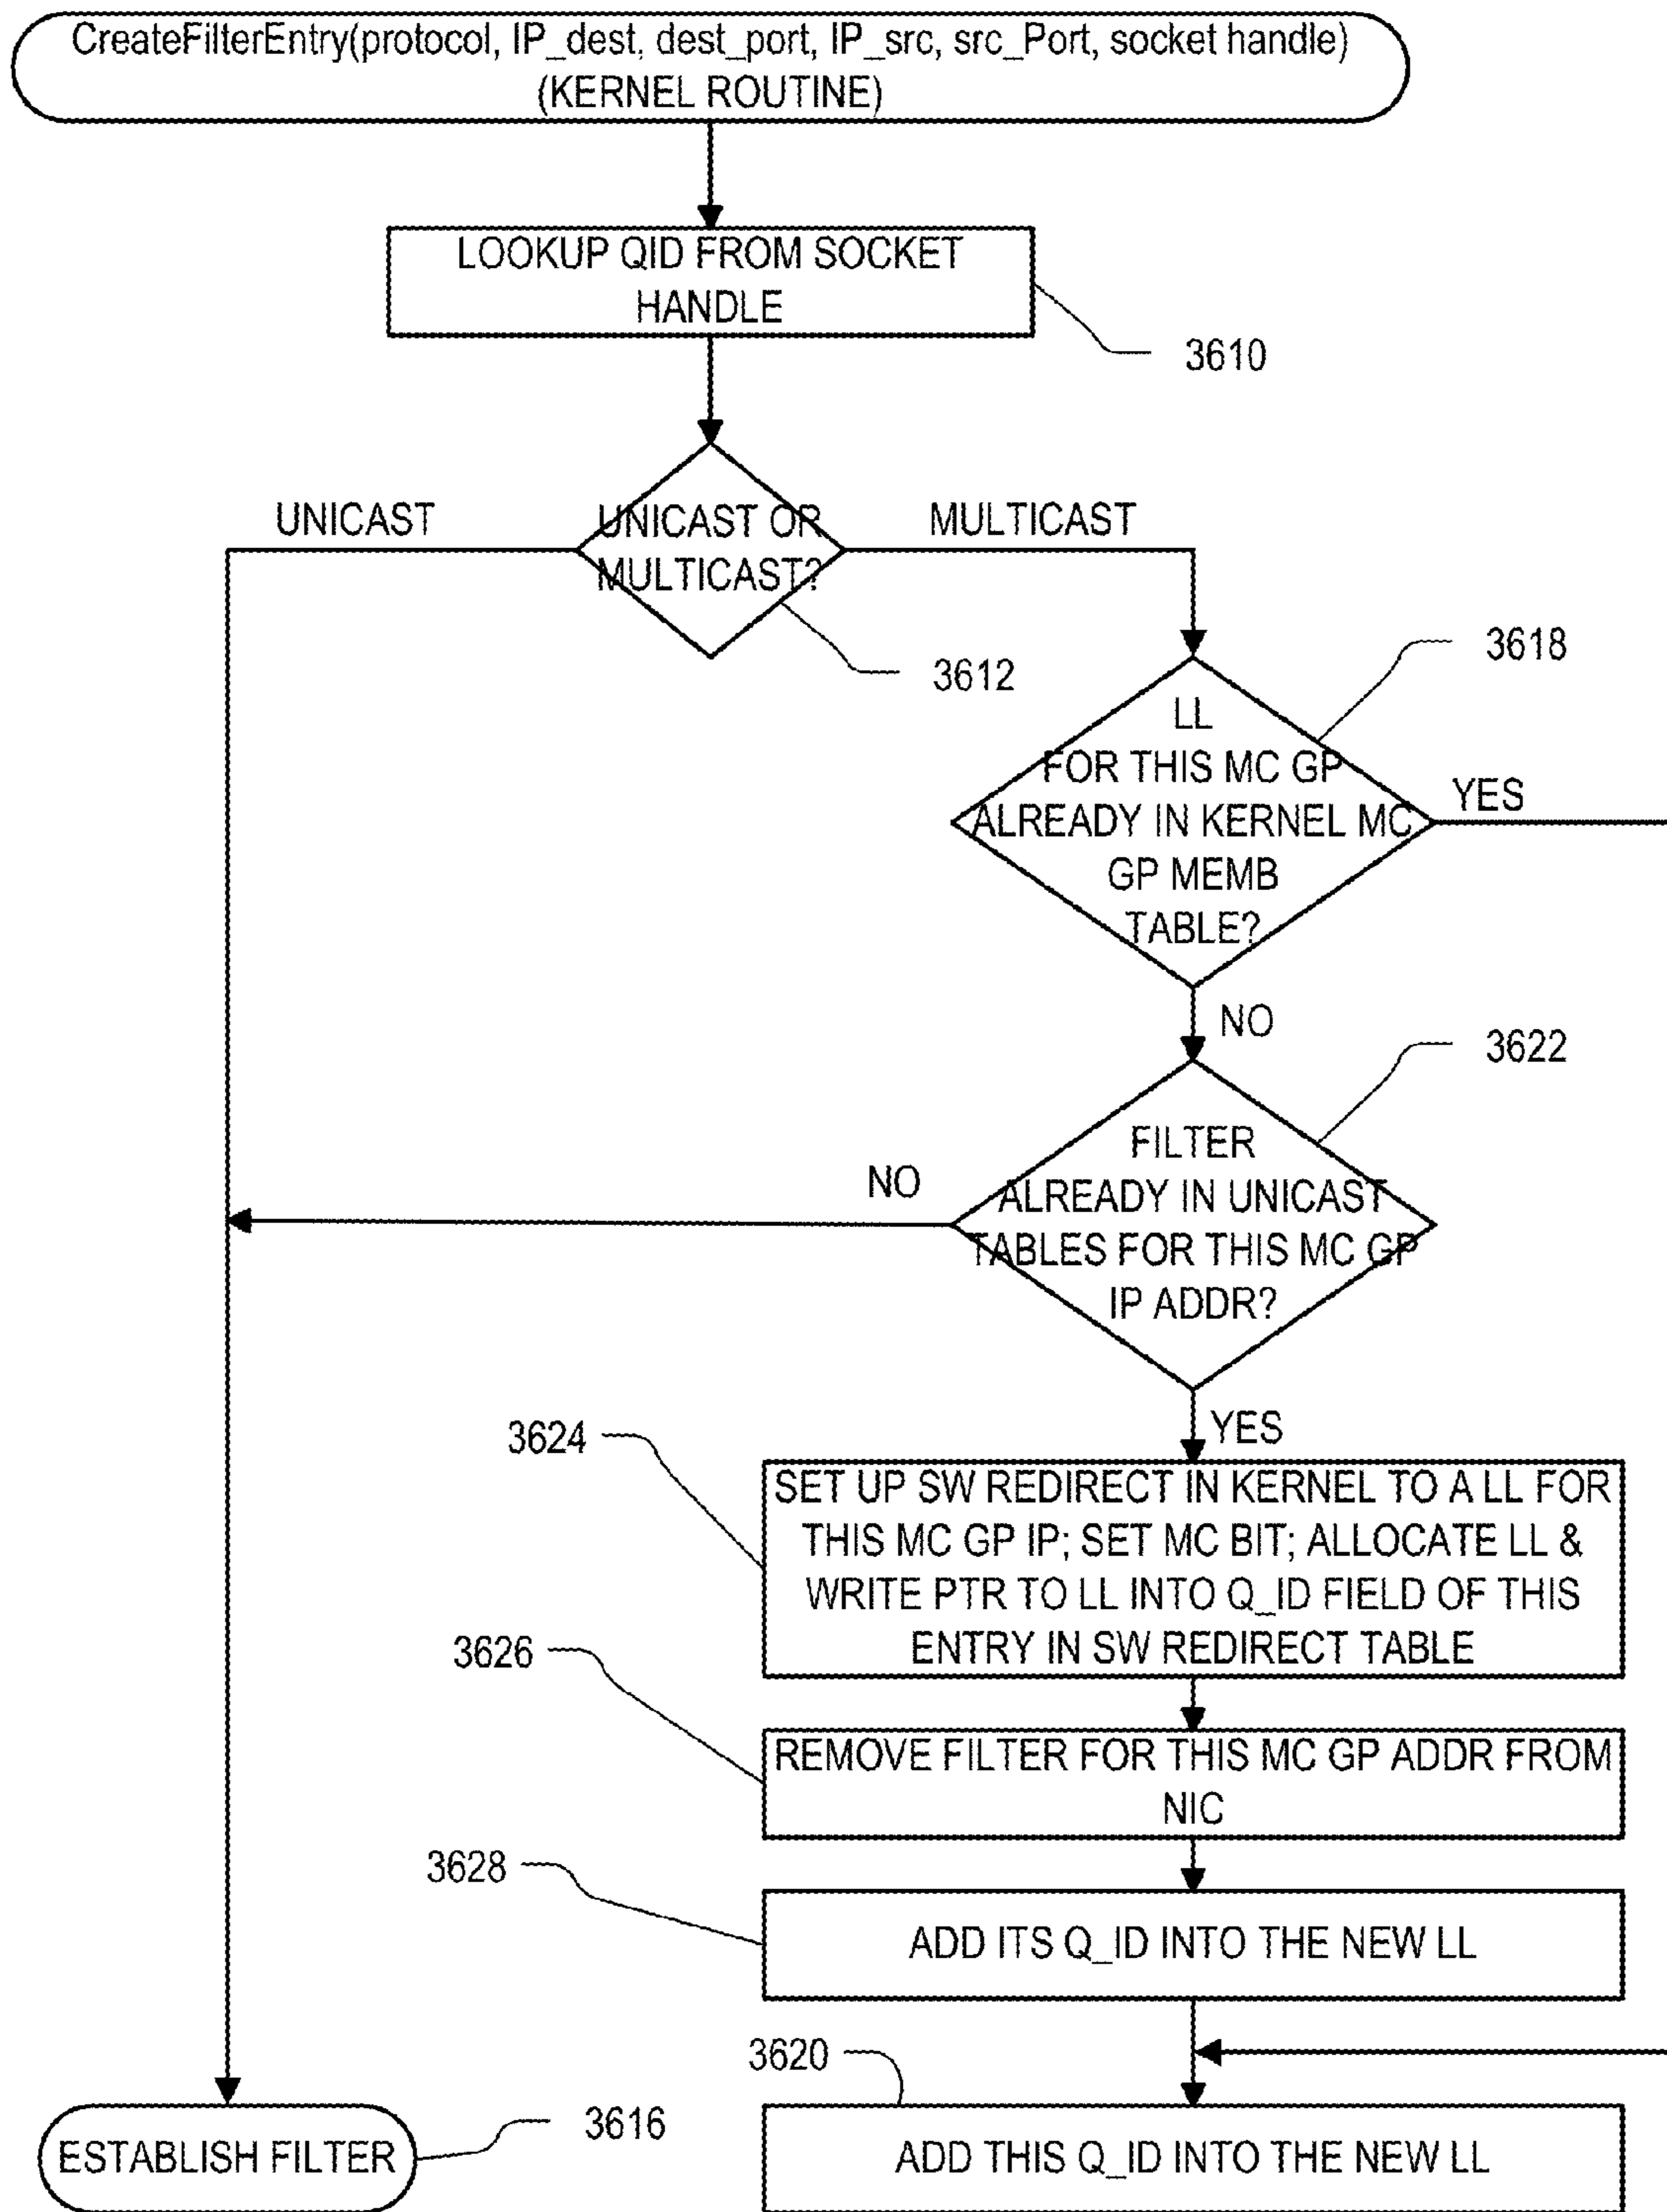 CreateFilterEntry(protocol, IP_dest, dest_port, IP_src, src_Port, socket handle)
(KERNEL ROUTINE)
LOOKUP QID FROM SOCKET
HANDLE
3610
UNICAST
UNICAST OR
MULTICAST?
MULTICAST
3612
3618
LL
FOR THIS MC GP
ALREADY IN KERNEL MC
GP MEMB
TABLE?
YES
NO
3622
FILTER
ALREADY IN UNICAST
TABLES FOR THIS MC GP
IP ADDR?
NO
YES
3624
SET UP SW REDIRECT IN KERNEL TO A LL FOR
THIS MC GP IP; SET MC BIT; ALLOCATE LL &
WRITE PTR TO LL INTO Q_ID FIELD OF THIS
ENTRY IN SW REDIRECT TABLE
3626
REMOVE FILTER FOR THIS MC GP ADDR FROM
NIC
3628
ADD ITS Q_ID INTO THE NEW LL
3620
ADD THIS Q_ID INTO THE NEW LL
ESTABLISH FILTER
3616